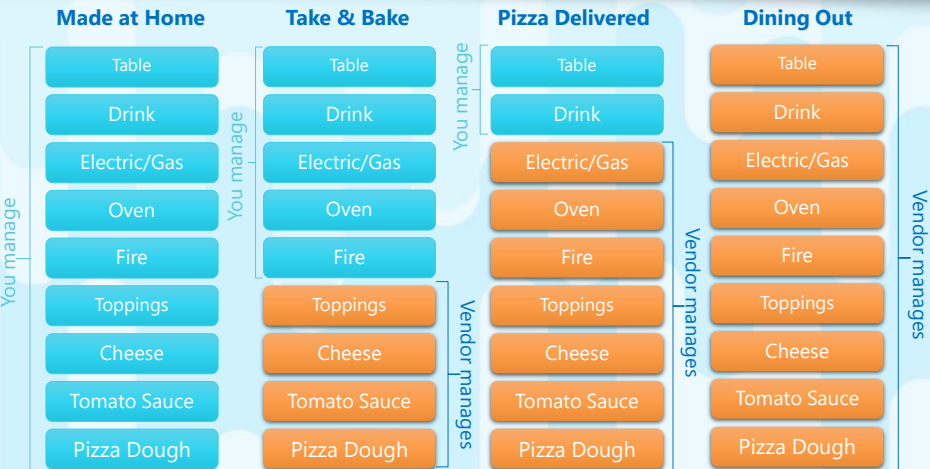 Made at Home
You manage
Table
Drink
Electric/Gas
Oven
Fire
Toppings
Cheese
Tomato Sauce
Pizza Dough
Take & Bake
You manage
Table
Drink
Electric/Gas
Oven
Fire
Toppings
Cheese
Tomato Sauce
Pizza Dough
Vendor manages
Pizza Delivered
You manage
Table
Drink
Electric/Gas
Oven
Fire
Toppings
Cheese
Tomato Sauce
Pizza Dough
Vendor manages
Dining Out
Table
Drink
Electric/Gas
Oven
Fire
Toppings
Cheese
Tomato Sauce
Pizza Dough
Vendor manages